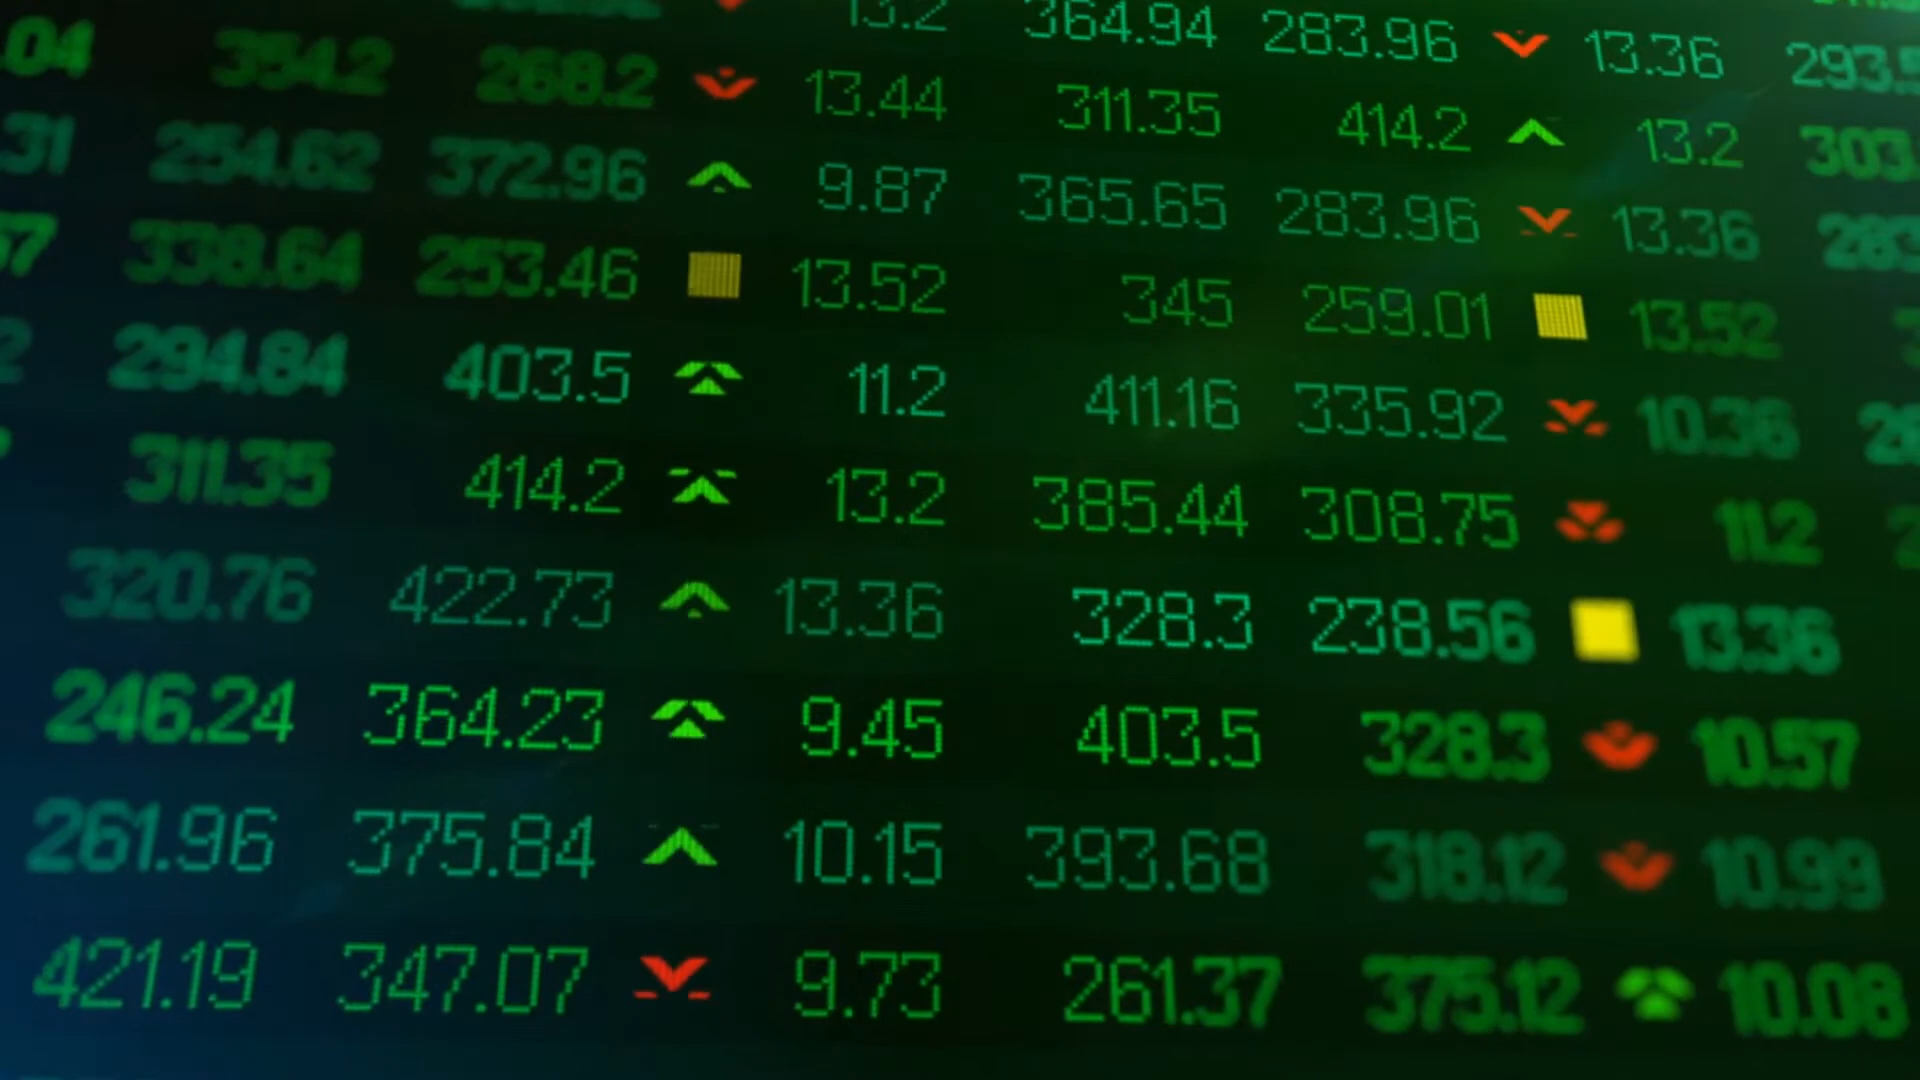 13.2 364.94 283.96 13.36 293.5
.04 354.2 268.2 13.44 311.35 414.2 13.2 303.
31 254.62 372.96 9.87 365.65 283.96 13.36 283
57 338.64 253.46 13.52 345 259.01 13.52
2 294.84 403.5 11.2 411.16 335.92 10.36
311.35 414.2 13.2 385.44 308.75 11.2
320.76 422.73 13.36 328.3 238.56 13.36
246.24 364.23 9.45 403.5 328.3 10.57
261.96 375.84 10.15 393.68 318.12 10.99
421.19 347.07 9.73 261.37 375.12 10.08